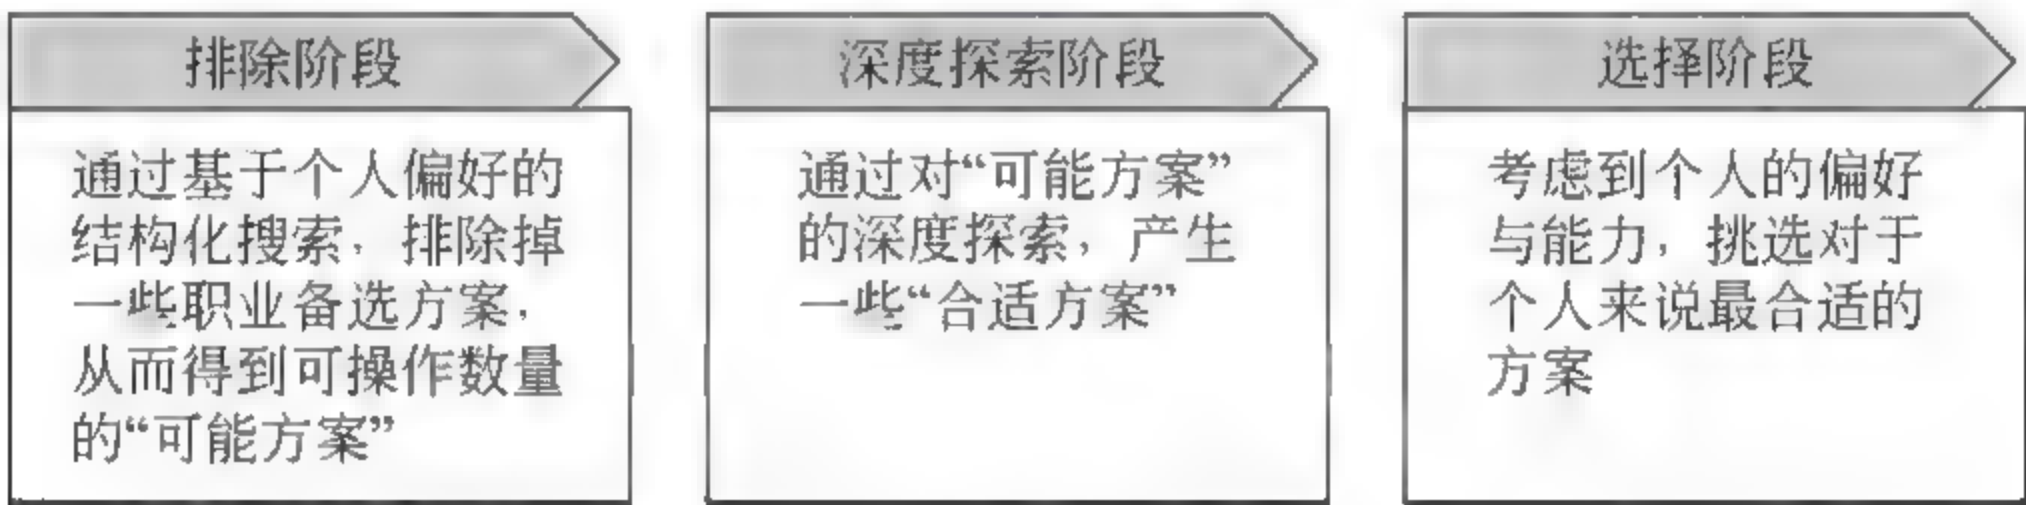 排除阶段
通过基于个人偏好的
结构化搜索，排除掉
一些职业备选方案，
从而得到可操作数量
的“可能方案”
深度探索阶段
通过对“可能方案”
的深度探索，产生
一些“合适方案”
选择阶段
考虑到个人的偏好
与能力，挑选对于
个人来说最合适的
方案